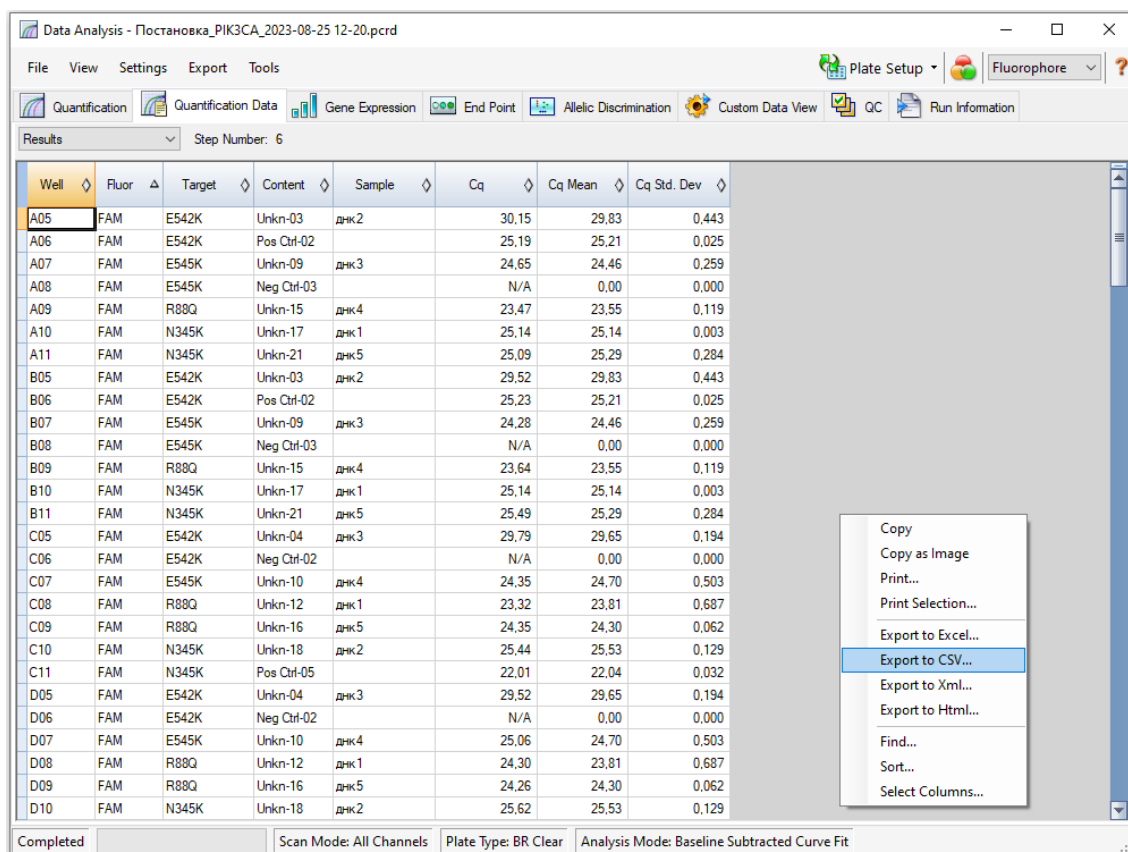 Data Analysis - Постановка_PIK3CA_2023-08-25 12-20.pcrd
File View Settings Export Tools Plate Setup Fluorophore ?
Quantification Quantification Data Gene Expression End Point Allelic Discrimination Custom Data View QC Run Information
Results Step Number: 6
Well Fluor Target Content Sample Cq Cq Mean Cq Std. Dev
A05 FAM E542K Unkn-03 днк2 30,15 29,83 0,443
A06 FAM E542K Pos Ctrl-02 25,19 25,21 0,025
A07 FAM E545K Unkn-09 днк3 24,65 24,46 0,259
A08 FAM E545K Neg Ctrl-03 N/A 0,00 0,000
A09 FAM R88Q Unkn-15 днк4 23,47 23,55 0,119
A10 FAM N345K Unkn-17 днк1 25,14 25,14 0,003
A11 FAM N345K Unkn-21 днк5 25,09 25,29 0,284
B05 FAM E542K Unkn-03 днк2 29,52 29,83 0,443
B06 FAM E542K Pos Ctrl-02 25,23 25,21 0,025
B07 FAM E545K Unkn-09 днк3 24,28 24,46 0,259
B08 FAM E545K Neg Ctrl-03 N/A 0,00 0,000
B09 FAM R88Q Unkn-15 днк4 23,64 23,55 0,119
B10 FAM N345K Unkn-17 днк1 25,14 25,14 0,003
B11 FAM N345K Unkn-21 днк5 25,49 25,29 0,284
C05 FAM E542K Unkn-04 днк3 29,79 29,65 0,194
C06 FAM E542K Neg Ctrl-02 N/A 0,00 0,000
C07 FAM E545K Unkn-10 днк4 24,35 24,70 0,503
C08 FAM R88Q Unkn-12 днк1 23,32 23,81 0,687
C09 FAM R88Q Unkn-16 днк5 24,35 24,30 0,062
C10 FAM N345K Unkn-18 днк2 25,44 25,53 0,129
C11 FAM N345K Pos Ctrl-05 22,01 22,04 0,032
D05 FAM E542K Unkn-04 днк3 29,52 29,65 0,194
D06 FAM E542K Neg Ctrl-02 N/A 0,00 0,000
D07 FAM E545K Unkn-10 днк4 25,06 24,70 0,503
D08 FAM R88Q Unkn-12 днк1 24,30 23,81 0,687
D09 FAM R88Q Unkn-16 днк5 24,26 24,30 0,062
D10 FAM N345K Unkn-18 днк2 25,62 25,53 0,129
Copy
Copy as Image
Print...
Print Selection...
Export to Excel...
Export to CSV...
Export to Xml...
Export to Html...
Find...
Sort...
Select Columns...
Completed Scan Mode: All Channels Plate Type: BR Clear Analysis Mode: Baseline Subtracted Curve Fit